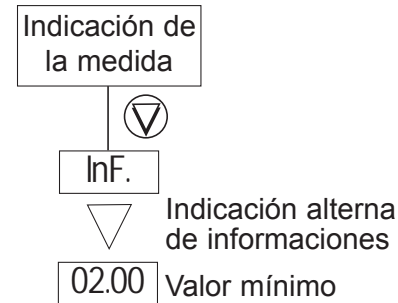 Indicación de
la medida
InF.
Indicación alterna
de informaciones
02.00 Valor mínimo